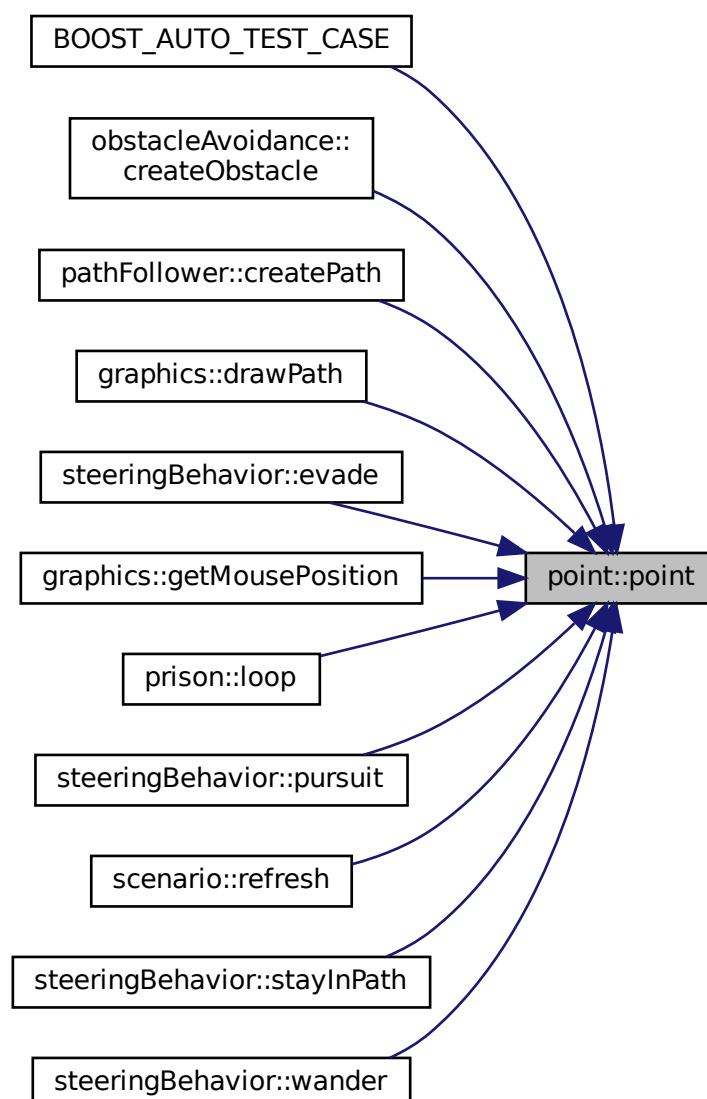 BOOST_AUTO_TEST_CASE
obstacleAvoidance::
createObstacle
pathFollower::createPath
graphics::drawPath
steeringBehavior::evade
graphics::getMousePosition
point::point
prison::loop
steeringBehavior::pursuit
scenario::refresh
steeringBehavior::stayInPath
steeringBehavior::wander